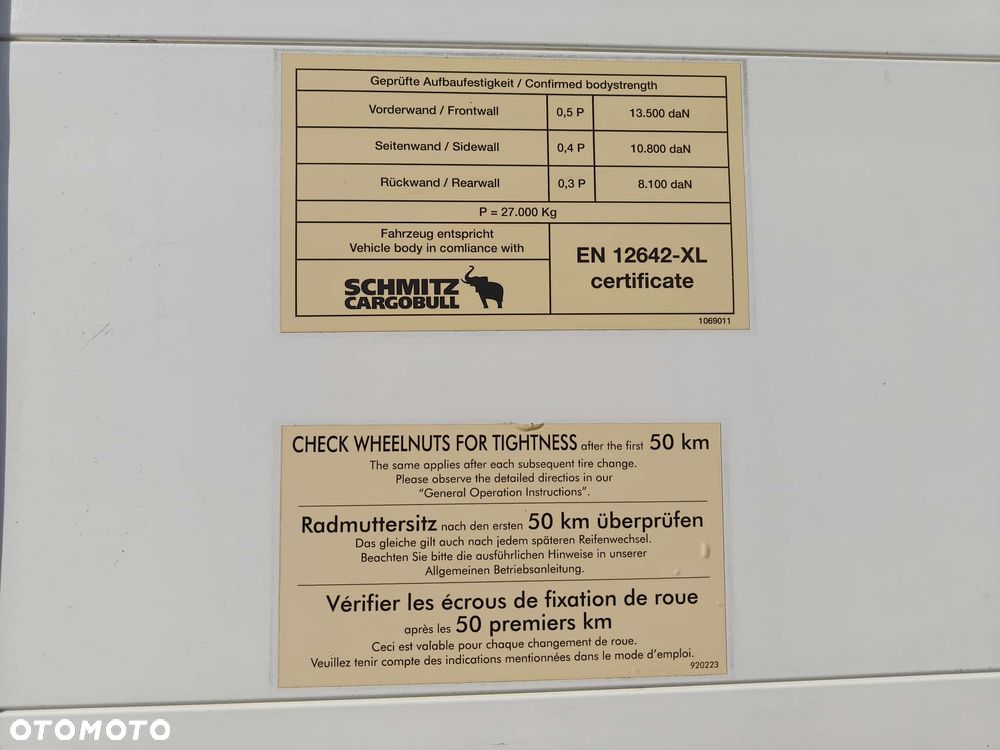 Geprüfte Aufbaufestigkeit / Confirmed bodystrength
Vorderwand / Frontwall 0,5 P 13.500 daN
Seitenwand / Sidewall 0,4 P 10.800 daN
Rückwand / Rearwall 0,3 P 8.100 daN
P = 27.000 Kg
Fahrzeug entspricht
Vehicle body in comliance with
SCHMITZ
CARGOBULL
EN 12642-XL
certificate
1069011
CHECK WHEELNUTS FOR TIGHTNESS after the first 50 km
The same applies after each subsequent tire change.
Please observe the detailed directios in our
“General Operation Instructions”.
Radmuttersitz nach den ersten 50 km überprüfen
Das gleiche gilt auch nach jedem späteren Reifenwechsel.
Beachten Sie bitte die ausführlichen Hinweise in unserer
Allgemeinen Betriebsanleitung.
Vérifier les écrous de fixation de roue
après les 50 premiers km
Ceci est valable pour chaque changement de roue.
Veuillez tenir compte des indications mentionnées dans le mode d’emploi.
920223
OTOMOTO